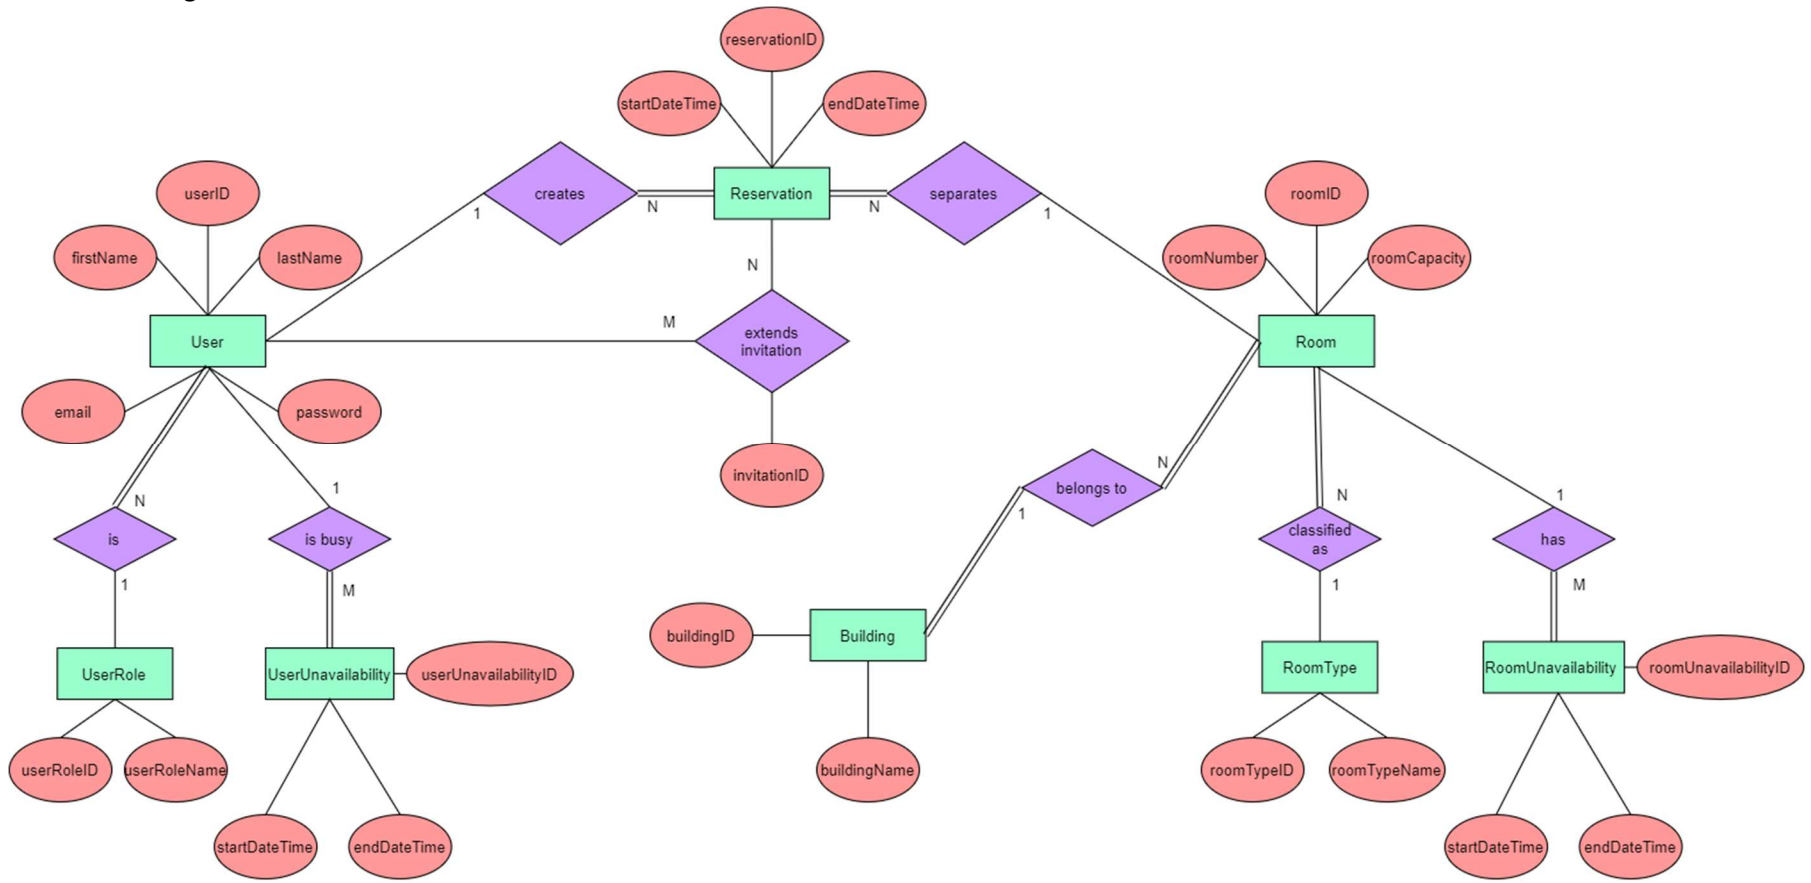 reservationID
startDateTime
endDateTime
creates
Reservation
separates
1
N
N
1
userID
firstName
lastName
roomID
roomNumber
roomCapacity
N
M
User
extends
invitation
Room
email
password
invitationID
N
1
N
1
belongs to
N
1
is
is busy
1
classified
as
has
1
M
1
M
buildingID
Building
UserRole
UserUnavailability
userUnavailabilityID
RoomType
RoomUnavailability
roomUnavailabilityID
userRoleID
userRoleName
buildingName
roomTypeID
roomTypeName
startDateTime
endDateTime
startDateTime
endDateTime